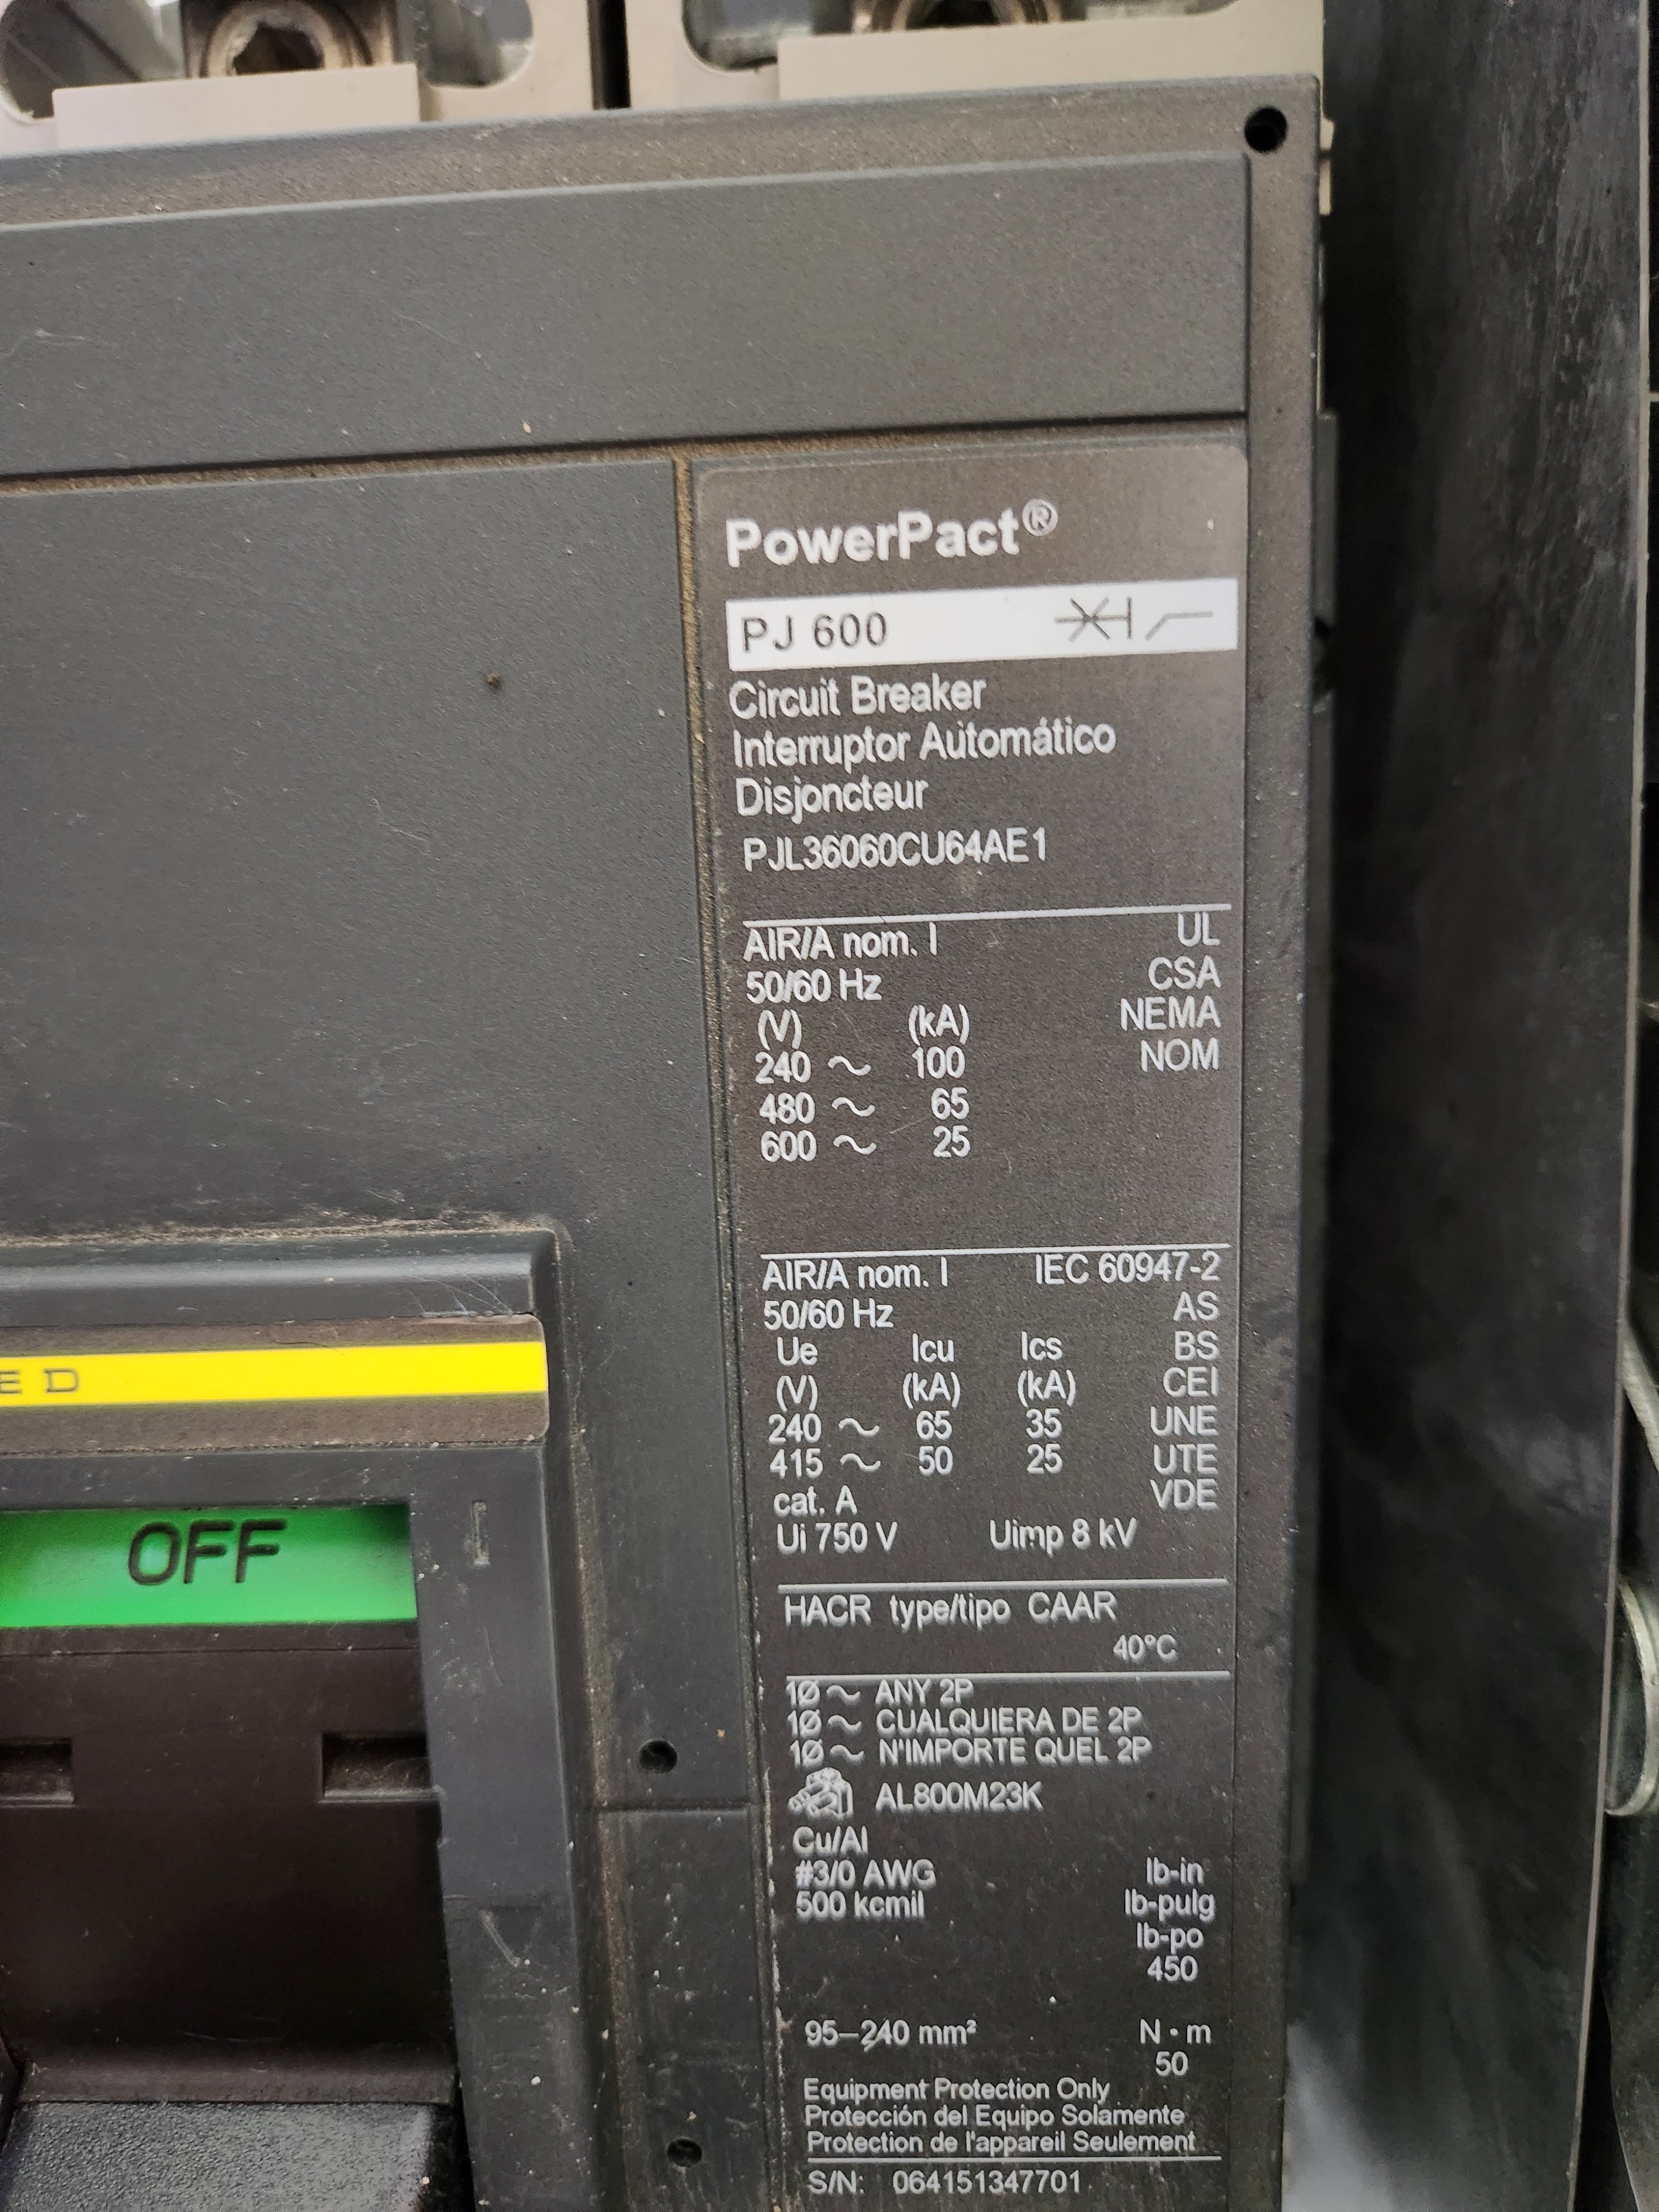 PowerPact®
PJ 600
Circuit Breaker
Interruptor Automático
Disjoncteur
PJL36060CU64AE1
AIR/A nom. I UL
50/60 Hz CSA
(V) (kA) NEMA
240 ~ 100 NOM
480 ~ 65
600 ~ 25
AIR/A nom. I IEC 60947-2
50/60 Hz AS
Ue Icu Ics BS
(V) (kA) (kA) CEI
240 ~ 65 35 UNE
415 ~ 50 25 UTE
cat. A VDE
Ui 750 V Uimp 8 kV
HACR type/tipo CAAR
40°C
1Ø ~ ANY 2P
1Ø ~ CUALQUIERA DE 2P
1Ø ~ N'IMPORTE QUEL 2P
AL800M23K
Cu/Al
#3/0 AWG lb-in
500 kcmil lb-pulg
lb-po
450
95–240 mm² N•m
50
Equipment Protection Only
Protección del Equipo Solamente
Protection de l'appareil Seulement
S/N: 064151347701
E D
OFF